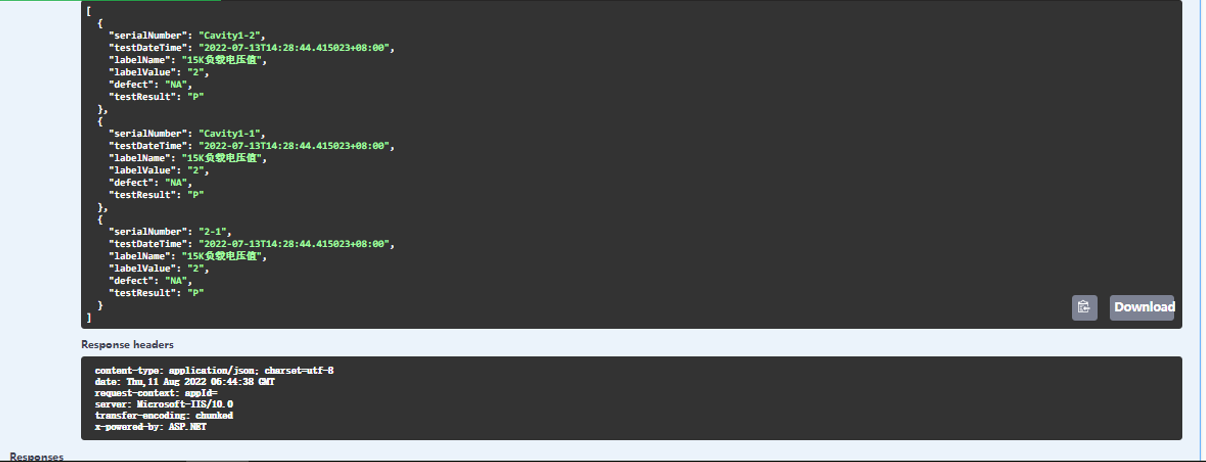 [
  {
    "serialNumber": "Cavity1-2",
    "testDateTime": "2022-07-13T14:28:44.415023+08:00",
    "labelName": "15K负载电压值",
    "labelValue": "2",
    "defect": "NA",
    "testResult": "P"
  },
  {
    "serialNumber": "Cavity1-1",
    "testDateTime": "2022-07-13T14:28:44.415023+08:00",
    "labelName": "15K负载电压值",
    "labelValue": "2",
    "defect": "NA",
    "testResult": "P"
  },
  {
    "serialNumber": "2-1",
    "testDateTime": "2022-07-13T14:28:44.415023+08:00",
    "labelName": "15K负载电压值",
    "labelValue": "2",
    "defect": "NA",
    "testResult": "P"
  }
]
Download
Response headers
content-type: application/json; charset=utf-8
date: Thu,11 Aug 2022 06:44:38 GMT
request-context: appId=
server: Microsoft-IIS/10.0
transfer-encoding: chunked
x-powered-by: ASP.NET
Responses